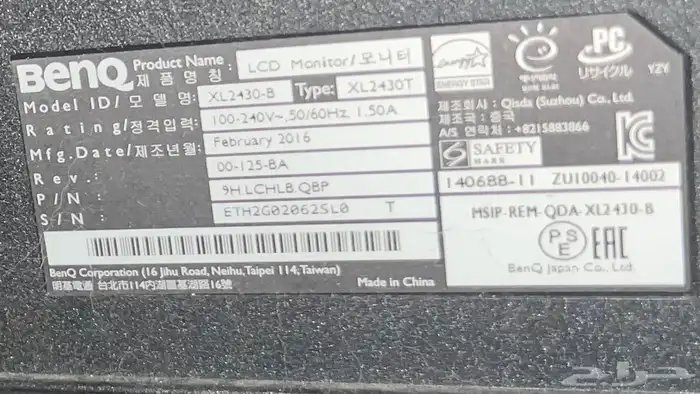 BenQ
Product Name : LCD Monitor/모니터
제 품 명 칭
Model ID/모 델 명: XL2430-B Type: XL2430T
Rating/정격입력: 100-240V~,50/60Hz, 1.50A
Mfg.Date/제조년월: February 2016
Rev.: 00-125-BA
P/N: 9H.LCHLB.QBP
S/N: ETH2G02062SL0 T
BenQ Corporation (16 Jihu Road, Neihu,Taipei 114,Taiwan)
明基電通 台北市114內湖區基湖路16號
Made in China
energy
ENERGY STAR
PC
リサイクル
YZY
제조회사: Qisda (Suzhou) Co., Ltd.
제조국: 중국
A/S 연락처: +8215883866
S SAFETY
MARK
140688-11 ZU10040-14002
MSIP-REM-QDA-XL2430-B
PSE EAC
BenQ Japan Co., Ltd.
حراج